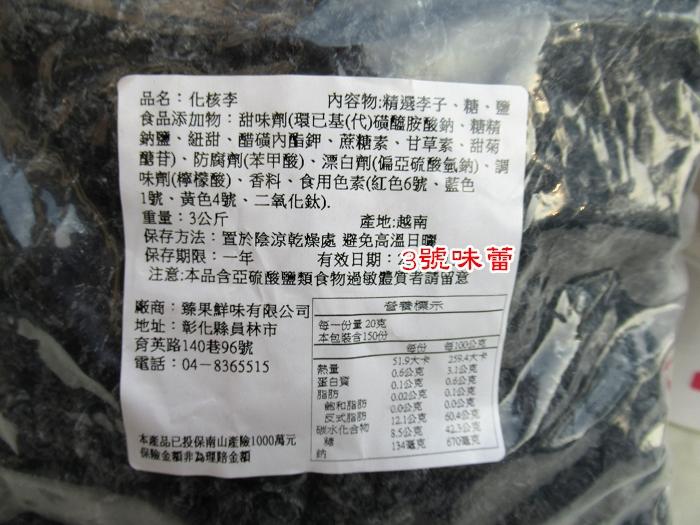 品名：化核李 內容物:精選李子、糖、鹽
食品添加物：甜味劑(環已基(代)磺醯胺酸鈉、糖精
鈉鹽、紐甜、醋磺內酯鉀、蔗糖素、甘草素、甜菊
醣苷)、防腐劑(苯甲酸)、漂白劑(偏亞硫酸氫鈉)、調
味劑(檸檬酸)、香料、食用色素(紅色6號、藍色
1號、黃色4號、二氧化鈦).
重量：3公斤 產地:越南
保存方法：置於陰涼乾燥處 避免高溫日曬
保存期限：一年 有效日期：2
3號味蕾
注意:本品含亞硫酸鹽類食物過敏體質者請留意
廠商：臻果鮮味有限公司
地址：彰化縣員林市
育英路140巷96號
電話：04－8365515
本產品已投保南山產險1000萬元
保險金額非為理賠金額
營養標示
每一份量 20克
本包裝含150份
每份 每100公克
熱量 51.9大卡 259.4大卡
蛋白質 0.6公克 3.1公克
脂肪 0.1公克 0.6公克
飽和脂肪 0.02公克 0.1公克
反式脂肪 0.0公克 0.0公克
碳水化合物 12.1公克 60.4公克
糖 8.5公克 42.3公克
鈉 134毫克 670毫克